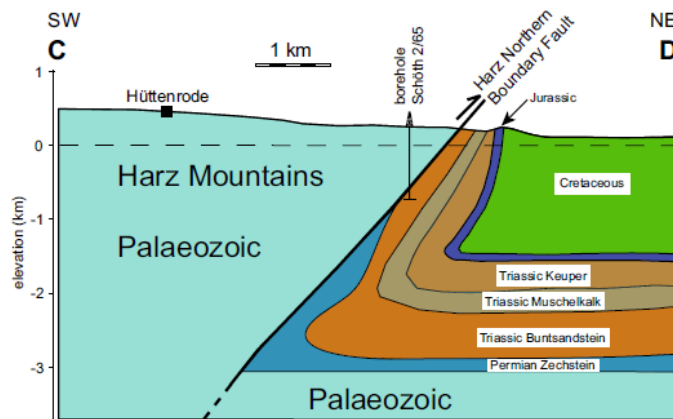 SW
NE
C
D
1 km
borehole
Schöth 2/65
Harz Northern
Boundary Fault
Jurassic
1
Hüttenrode
0
Harz Mountains
Cretaceous
-1
elevation (km)
Palaeozoic
Triassic Keuper
-2
Triassic Muschelkalk
Triassic Buntsandstein
-3
Permian Zechstein
Palaeozoic